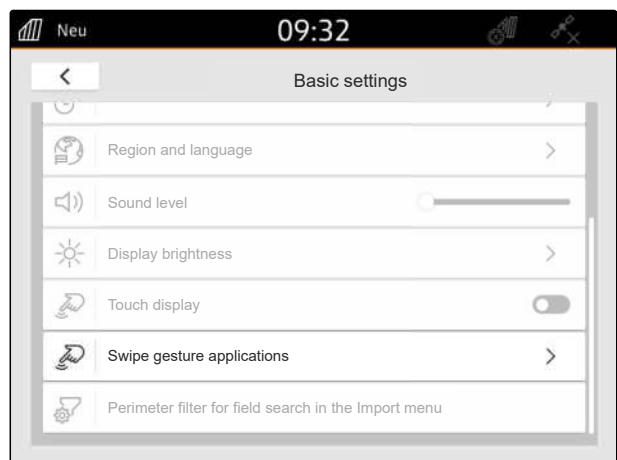 Neu
09:32
Basic settings
Region and language
Sound level
Display brightness
Touch display
Swipe gesture applications
Perimeter filter for field search in the Import menu